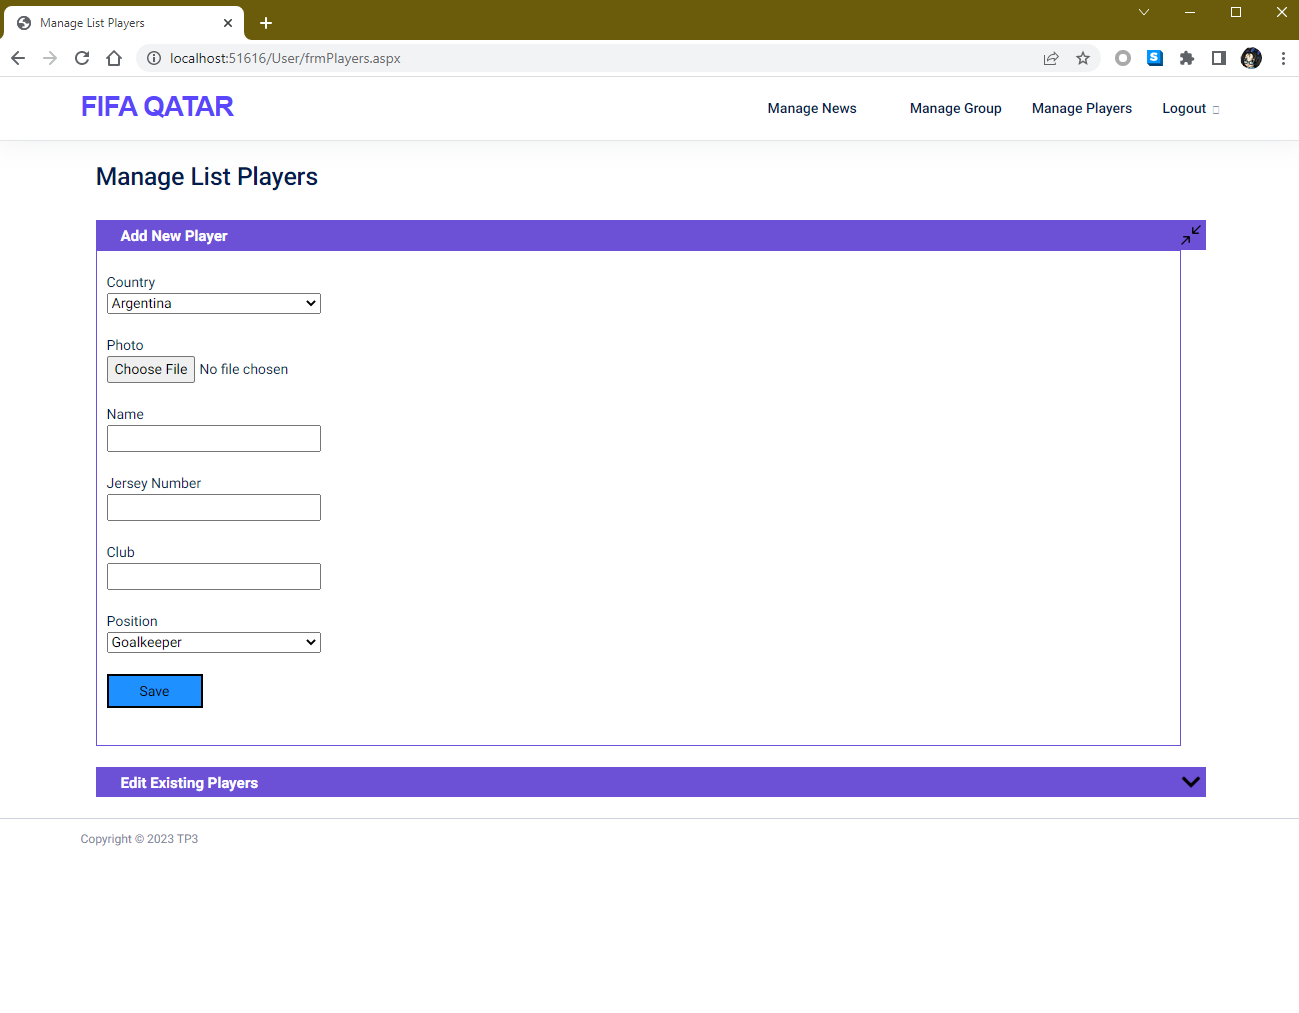 Manage List Players
localhost:51616/User/frmPlayers.aspx
FIFA QATAR
Manage News
Manage Group
Manage Players
Logout
Manage List Players
Add New Player
Country
Argentina
Photo
Choose File No file chosen
Name
Jersey Number
Club
Position
Goalkeeper
Save
Edit Existing Players
Copyright © 2023 TP3